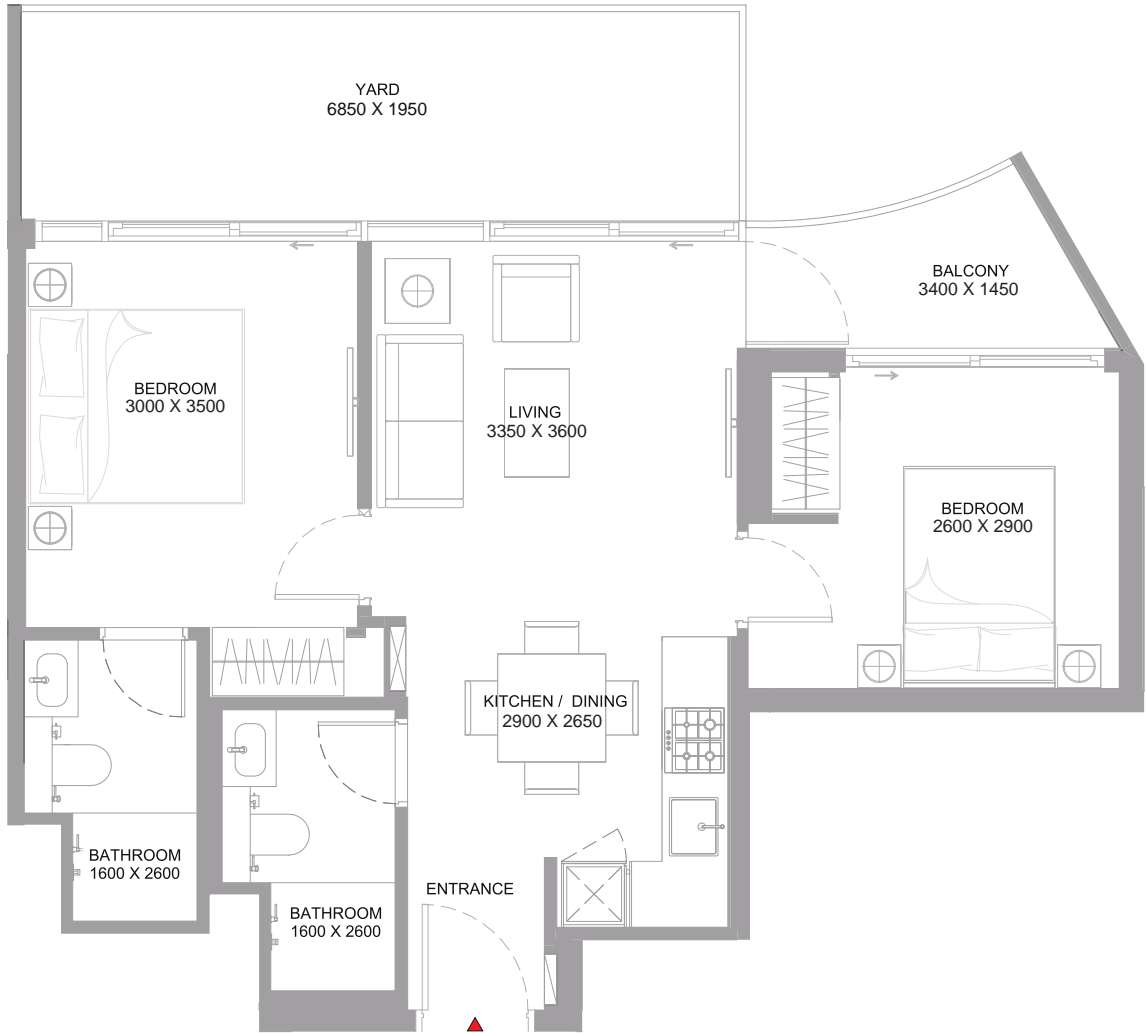 YARD
6850 X 1950
BALCONY
3400 X 1450
BEDROOM
3000 X 3500
LIVING
3350 X 3600
BEDROOM
2600 X 2900
KITCHEN / DINING
2900 X 2650
BATHROOM
1600 X 2600
ENTRANCE
BATHROOM
1600 X 2600